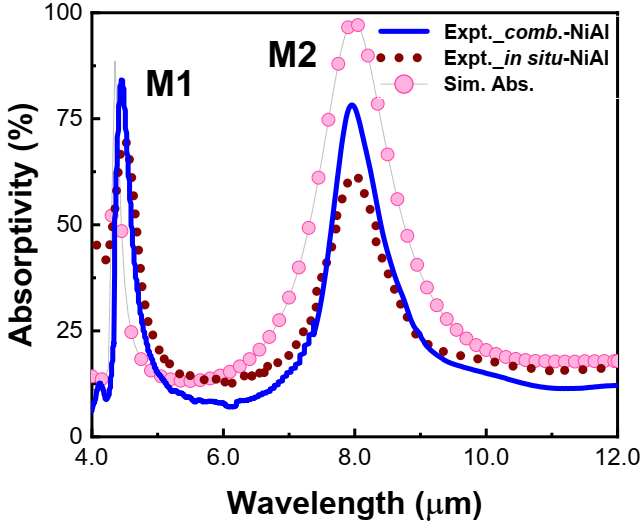 100
75
50
25
0
4.0
6.0
8.0
10.0
12.0
Absorptivity (%)
Wavelength (μm)
M1
M2
Expt._comb.-NiAl
Expt._in situ-NiAl
Sim. Abs.